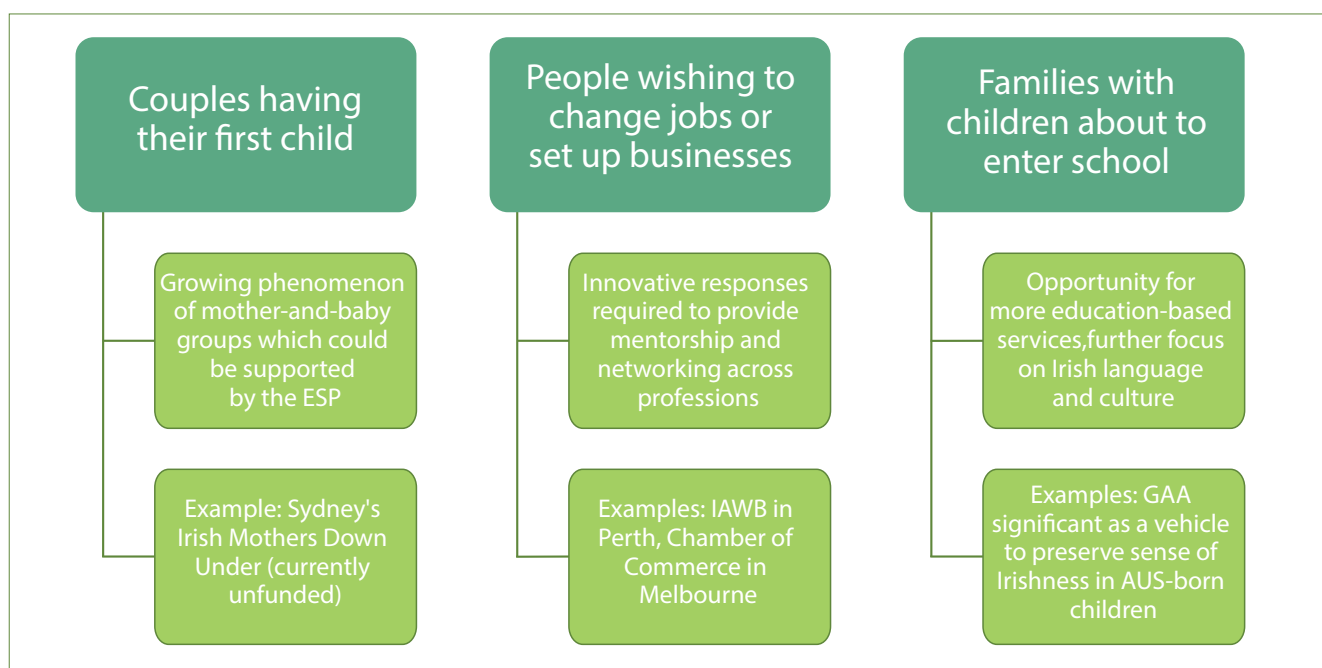 Couples having
their first child
Growing phenomenon
of mother-and-baby
groups which could
be supported
by the ESP
Example: Sydney's
Irish Mothers Down
Under (currently
unfunded)
People wishing to
change jobs or
set up businesses
Innovative responses
required to provide
mentorship and
networking across
professions
Examples: IAWB in
Perth, Chamber of
Commerce in
Melbourne
Families with
children about to
enter school
Opportunity for
more education-based
services,further focus
on Irish language
and culture
Examples: GAA
significant as a vehicle
to preserve sense of
Irishness in AUS-born
children